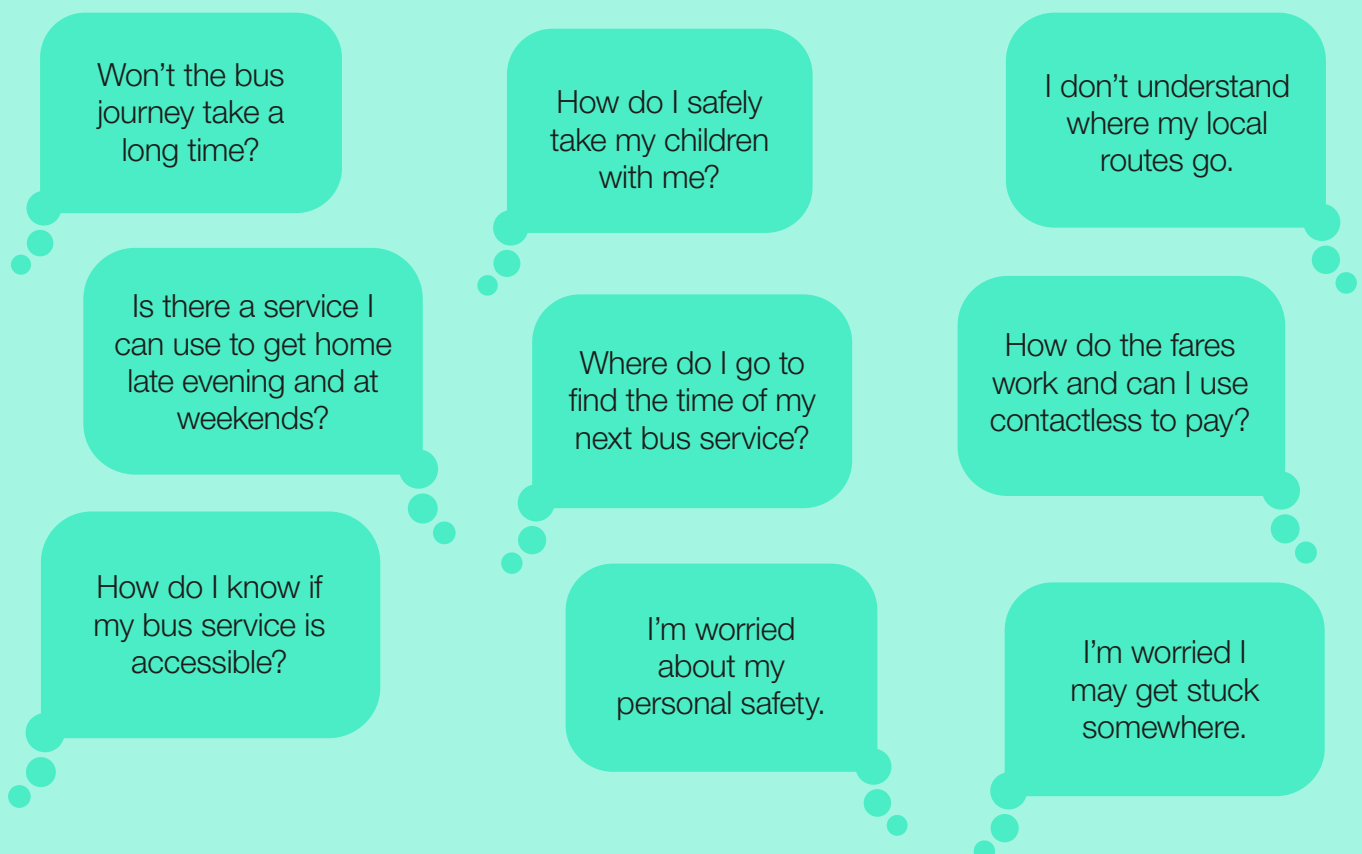 Won’t the bus
journey take a
long time?
How do I safely
take my children
with me?
I don’t understand
where my local
routes go.
Is there a service I
can use to get home
late evening and at
weekends?
Where do I go to
find the time of my
next bus service?
How do the fares
work and can I use
contactless to pay?
How do I know if
my bus service is
accessible?
I’m worried
about my
personal safety.
I’m worried I
may get stuck
somewhere.